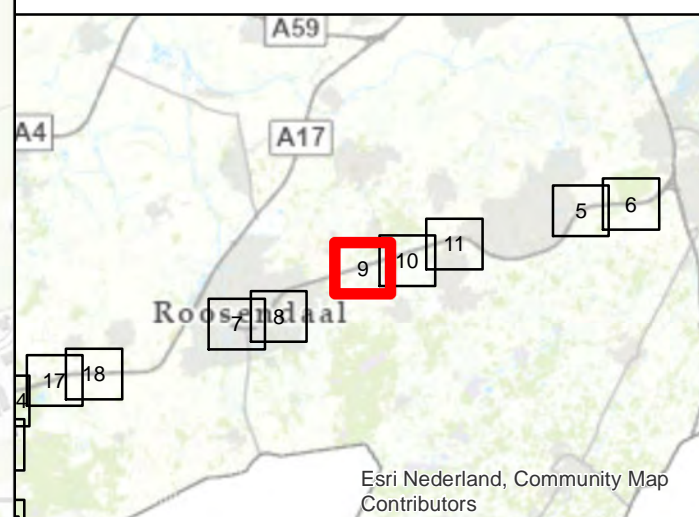 A59
A4
A17
5
6
9
10
11
Roosendaal
7
8
17
18
4
Esri Nederland, Community Map
Contributors